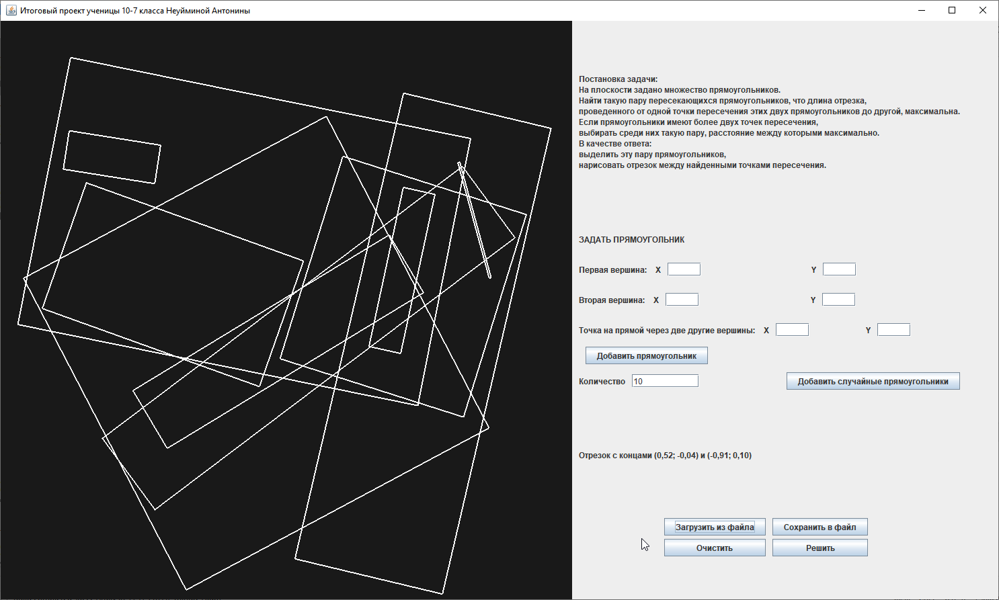 Итоговый проект ученицы 10-7 класса Неуйминой Антонины
Постановка задачи:
На плоскости задано множество прямоугольников.
Найти такую пару пересекающихся прямоугольников, что длина отрезка,
проведенного от одной точки пересечения этих двух прямоугольников до другой, максимальна.
Если прямоугольники имеют более двух точек пересечения,
выбирать среди них такую пару, расстояние между которыми максимально.
В качестве ответа:
выделить эту пару прямоугольников,
нарисовать отрезок между найденными точками пересечения.
ЗАДАТЬ ПРЯМОУГОЛЬНИК
Первая вершина: X Y
Вторая вершина: X Y
Точка на прямой через две другие вершины: X Y
Добавить прямоугольник
Количество 10 Добавить случайные прямоугольники
Отрезок с концами (0,52; -0,04) и (-0,91; 0,10)
Загрузить из файла Сохранить в файл
Очистить Решить